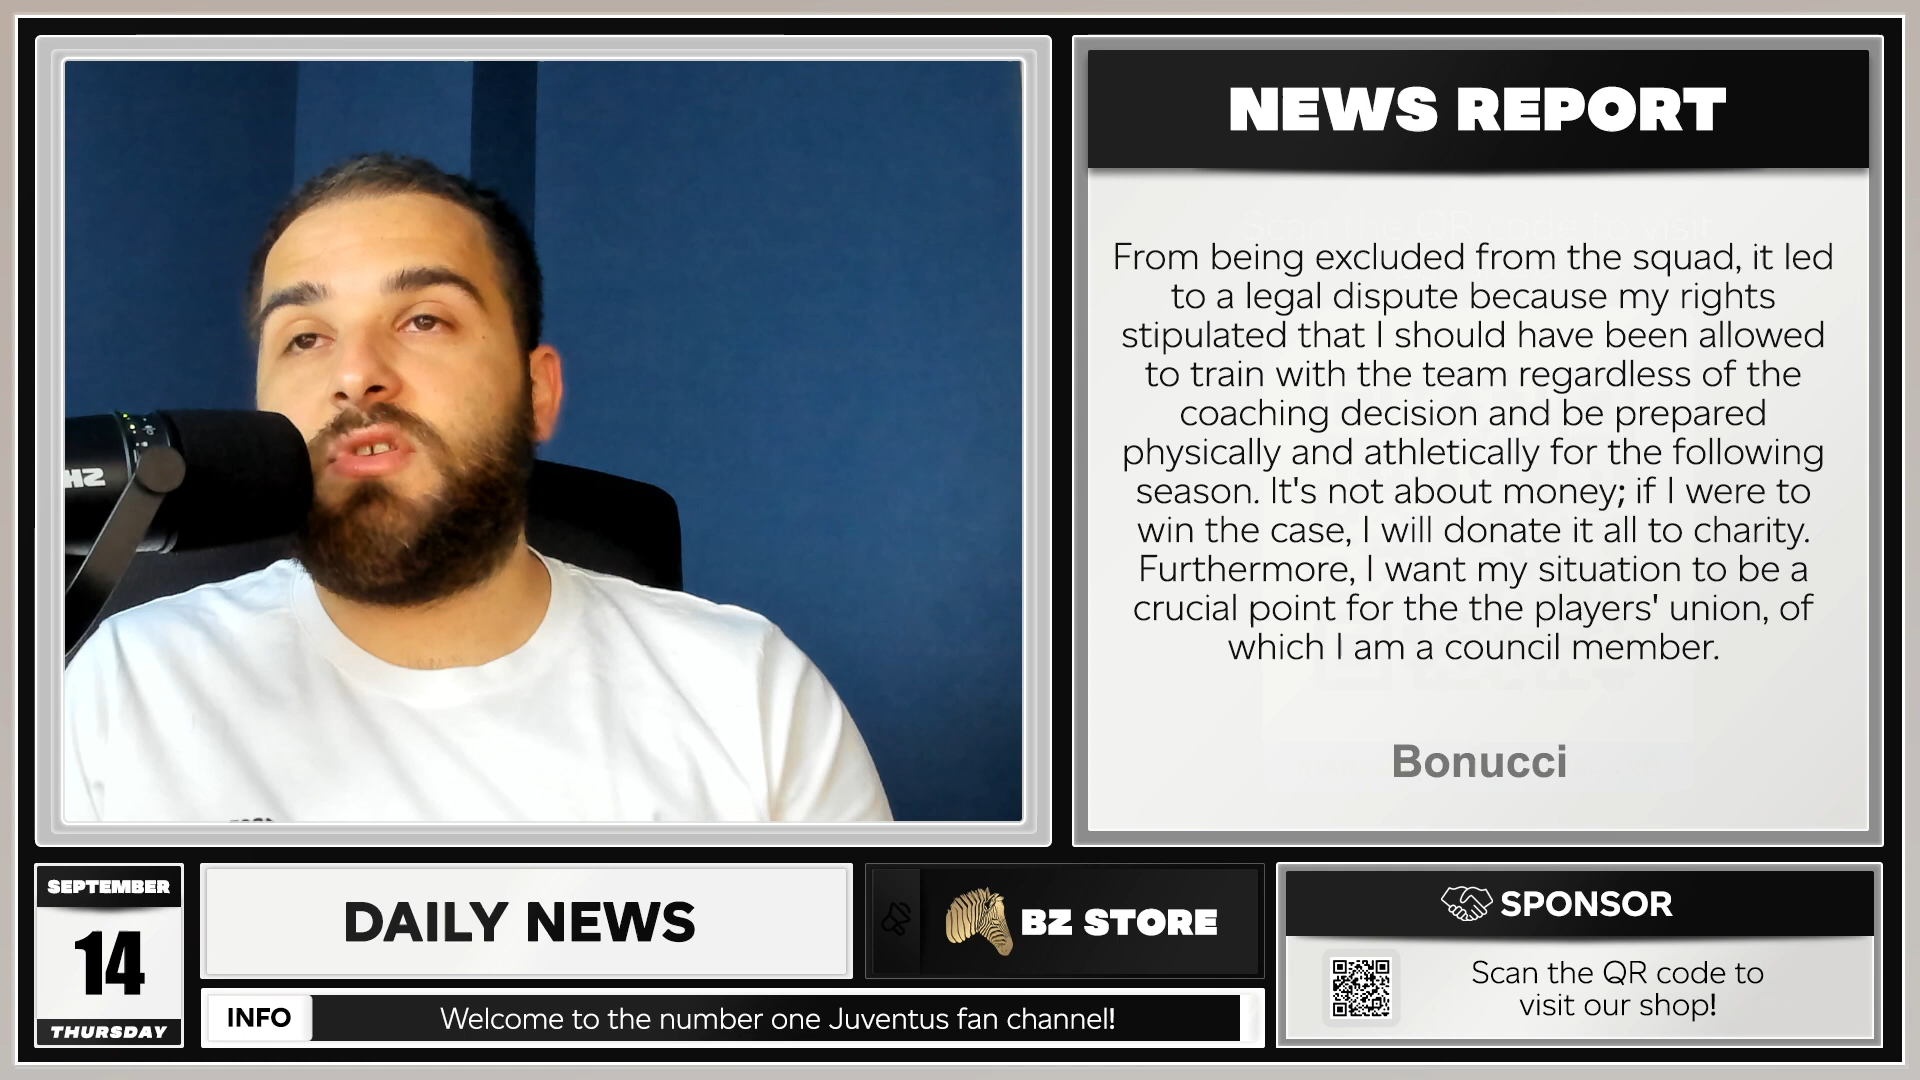 NEWS REPORT
From being excluded from the squad, it led
to a legal dispute because my rights
stipulated that I should have been allowed
to train with the team regardless of the
coaching decision and be prepared
physically and athletically for the following
season. It's not about money; if I were to
win the case, I will donate it all to charity.
Furthermore, I want my situation to be a
crucial point for the the players' union, of
which I am a council member.
Bonucci
SEPTEMBER
14
THURSDAY
DAILY NEWS
BZ STORE
INFO
Welcome to the number one Juventus fan channel!
SPONSOR
Scan the QR code to
visit our shop!